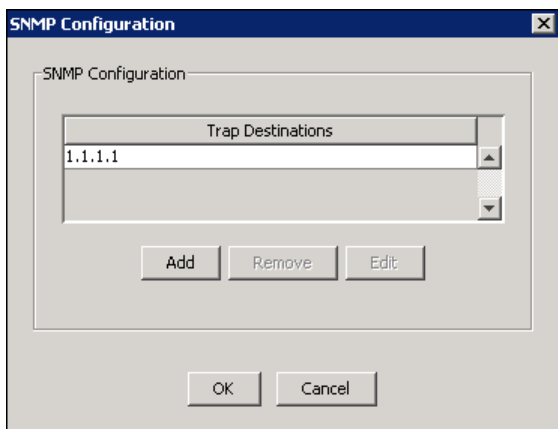 SNMP Configuration
SNMP Configuration
Trap Destinations
1.1.1.1
Add Remove Edit
OK Cancel